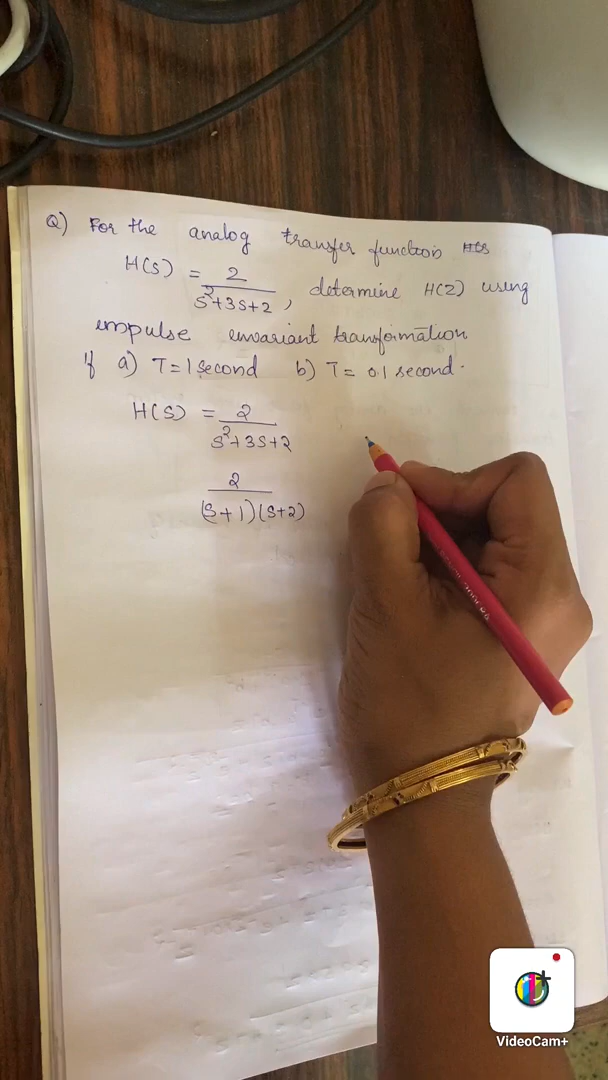 Q) For the analog transfer function
H(S) = 2 / s²+3s+2 , determine H(Z) using
impulse invariant transformation
if a) T=1 second b) T= 0.1 second.
H(S) = 2 / s²+3s+2
2 / (s+1)(s+2)
VideoCam+